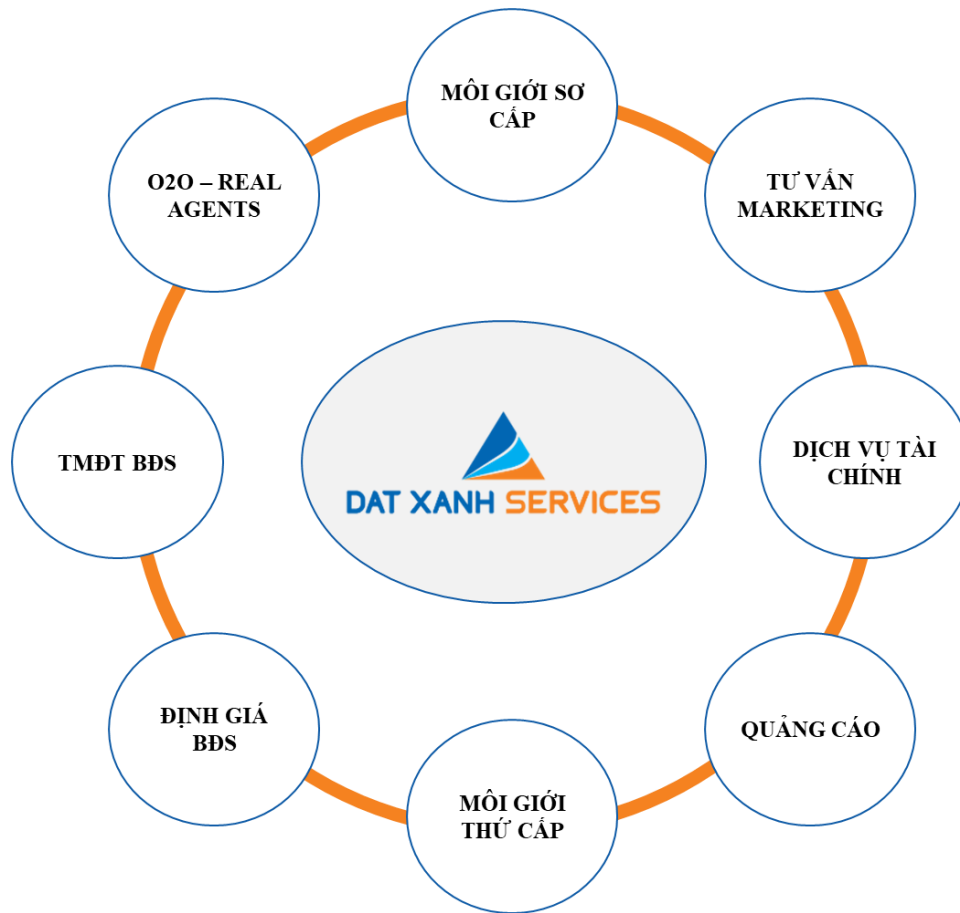 MÔI GIỚI SƠ
CẤP
TƯ VẤN
MARKETING
DỊCH VỤ TÀI
CHÍNH
QUẢNG CÁO
MÔI GIỚI
THỨ CẤP
ĐỊNH GIÁ
BĐS
TMĐT BĐS
O2O – REAL
AGENTS
DAT XANH SERVICES